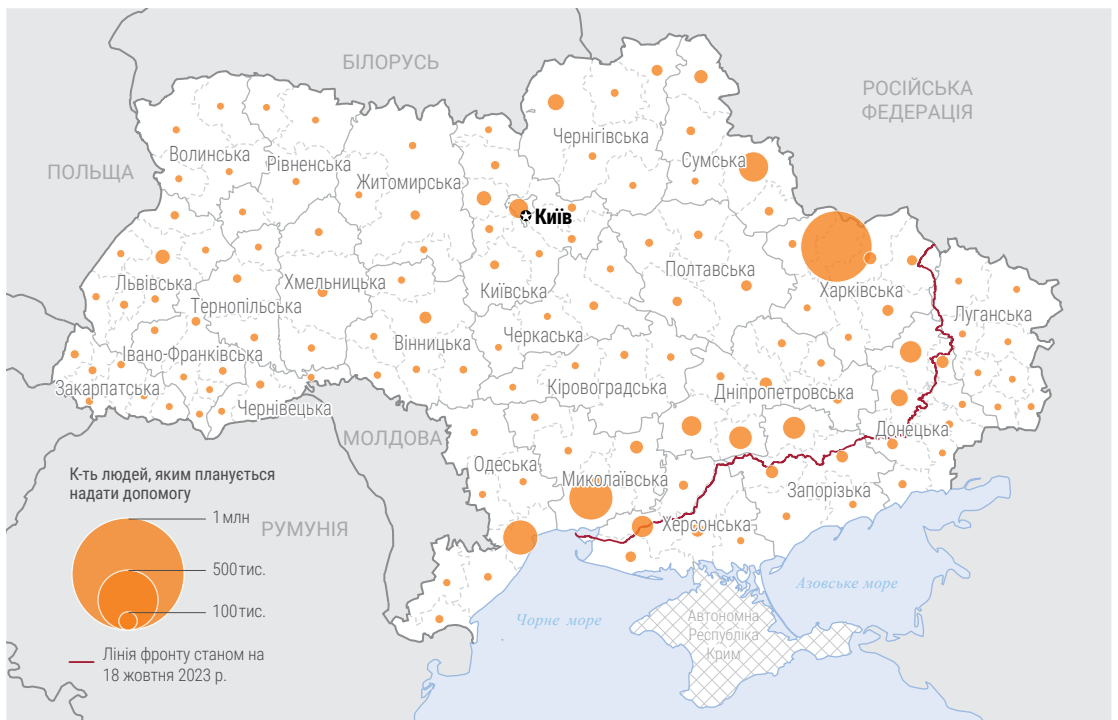 БІЛОРУСЬ
РОСІЙСЬКА
ФЕДЕРАЦІЯ
ПОЛЬЩА
Волинська
Рівненська
Житомирська
Чернігівська
Сумська
Київ
Львівська
Тернопільська
Хмельницька
Київська
Полтавська
Харківська
Луганська
Івано-Франківська
Вінницька
Черкаська
Закарпатська
Чернівецька
Кіровоградська
Дніпропетровська
Донецька
МОЛДОВА
Одеська
Миколаївська
Запорізька
Херсонська
РУМУНІЯ
К-ть людей, яким планується
надати допомогу
1 млн
500 тис.
100 тис.
Лінія фронту станом на
18 жовтня 2023 р.
Чорне море
Азовське море
Автономна
Республіка
Крим